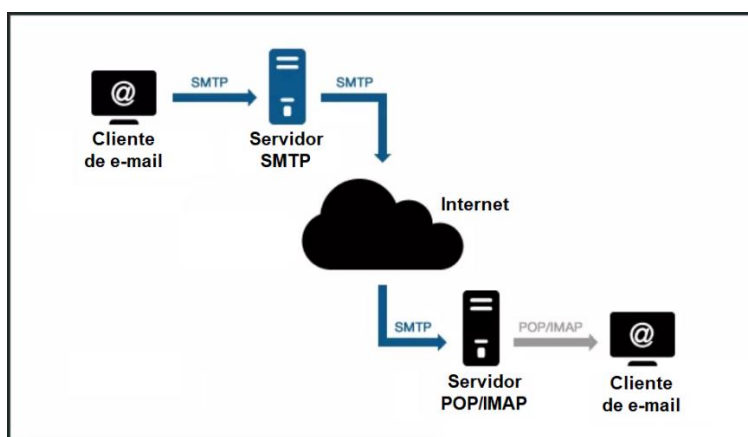 SMTP
SMTP
@
Cliente
de e-mail
Servidor
SMTP
Internet
SMTP
POP/IMAP
@
Servidor
POP/IMAP
Cliente
de e-mail